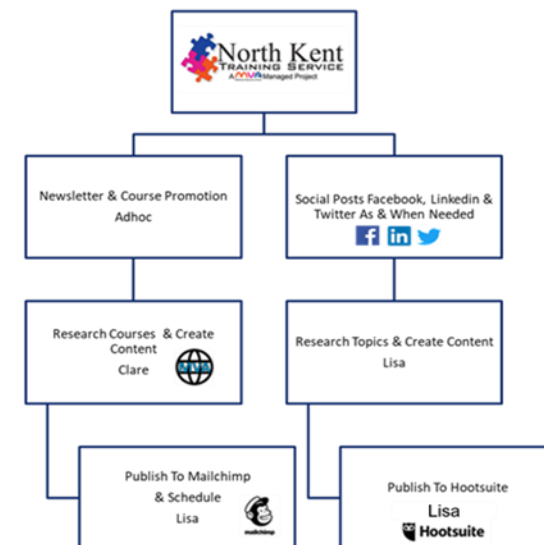 North Kent
TRAINING SERVICE
A MVA Managed Project
Newsletter & Course Promotion
Adhoc
Social Posts Facebook, Linkedin &
Twitter As & When Needed
f in
Research Courses & Create
Content
Clare
Research Topics & Create Content
Lisa
Publish To Mailchimp
& Schedule
Lisa
mailchimp
Publish To Hootsuite
Lisa
Hootsuite